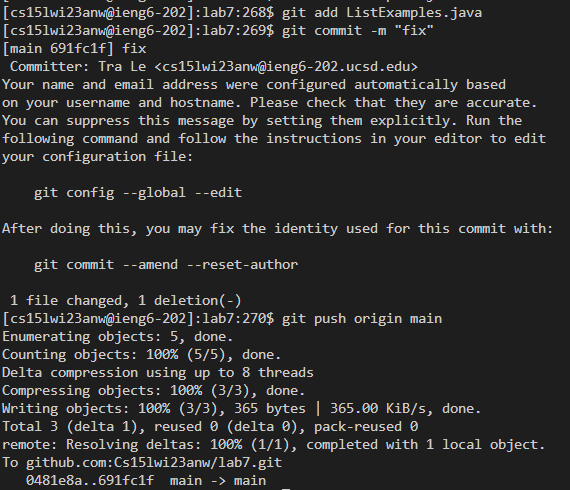 [cs15lwi23anw@ieng6-202]:lab7:268$ git add ListExamples.java
[cs15lwi23anw@ieng6-202]:lab7:269$ git commit -m "fix"
[main 691fc1f] fix
 Committer: Tra Le <cs15lwi23anw@ieng6-202.ucsd.edu>
Your name and email address were configured automatically based
on your username and hostname. Please check that they are accurate.
You can suppress this message by setting them explicitly. Run the
following command and follow the instructions in your editor to edit
your configuration file:

    git config --global --edit

After doing this, you may fix the identity used for this commit with:

    git commit --amend --reset-author

 1 file changed, 1 deletion(-)
[cs15lwi23anw@ieng6-202]:lab7:270$ git push origin main
Enumerating objects: 5, done.
Counting objects: 100% (5/5), done.
Delta compression using up to 8 threads
Compressing objects: 100% (3/3), done.
Writing objects: 100% (3/3), 365 bytes | 365.00 KiB/s, done.
Total 3 (delta 1), reused 0 (delta 0), pack-reused 0
remote: Resolving deltas: 100% (1/1), completed with 1 local object.
To github.com:Cs15lwi23anw/lab7.git
   0481e8a..691fc1f  main -> main